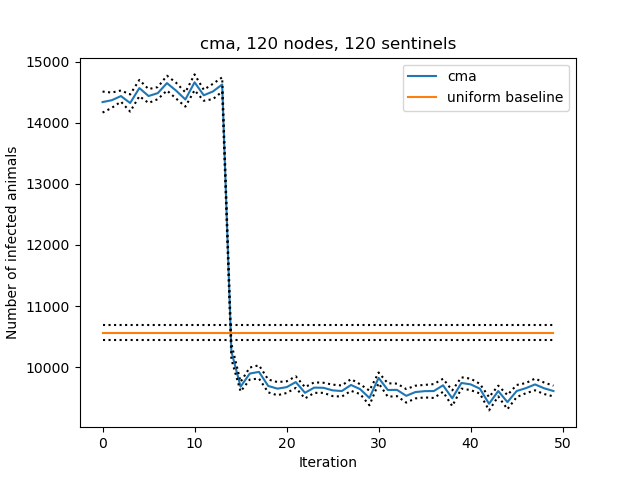 cma, 120 nodes, 120 sentinels
cma
uniform baseline
Number of infected animals
15000
14000
13000
12000
11000
10000
0 10 20 30 40 50
Iteration